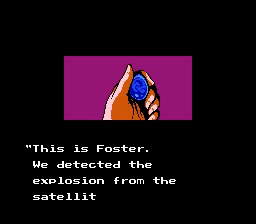 "This is Foster.
We detected the
explosion from the
satellit